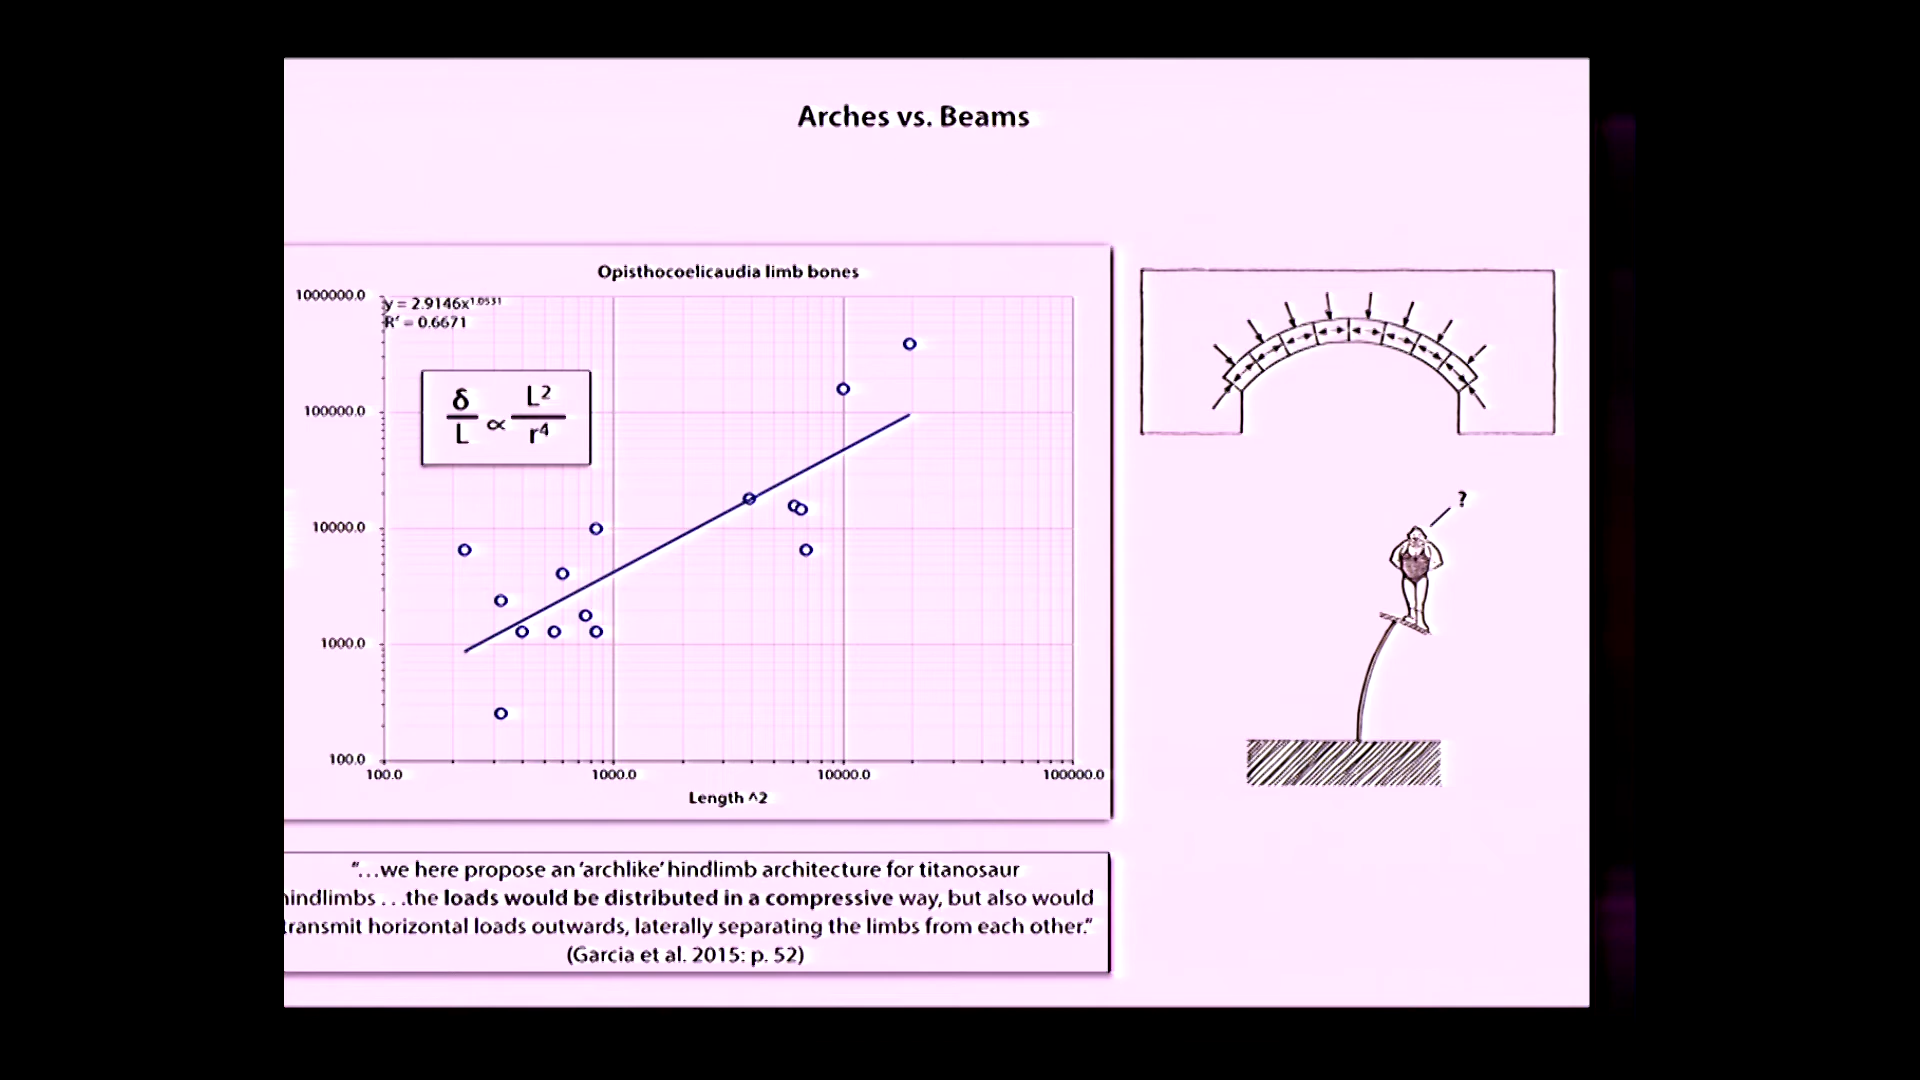 Arches vs. Beams
Opisthocoelicaudia limb bones
y = 2.9146x^1.0531
R² = 0.6671
δ/L ∝ L²/r⁴
1000000.0
100000.0
10000.0
1000.0
100.0
100.0 1000.0 10000.0 100000.0
Length ^2
?
"…we here propose an 'archlike' hindlimb architecture for titanosaur
hindlimbs . . .the loads would be distributed in a compressive way, but also would
transmit horizontal loads outwards, laterally separating the limbs from each other."
(Garcia et al. 2015: p. 52)